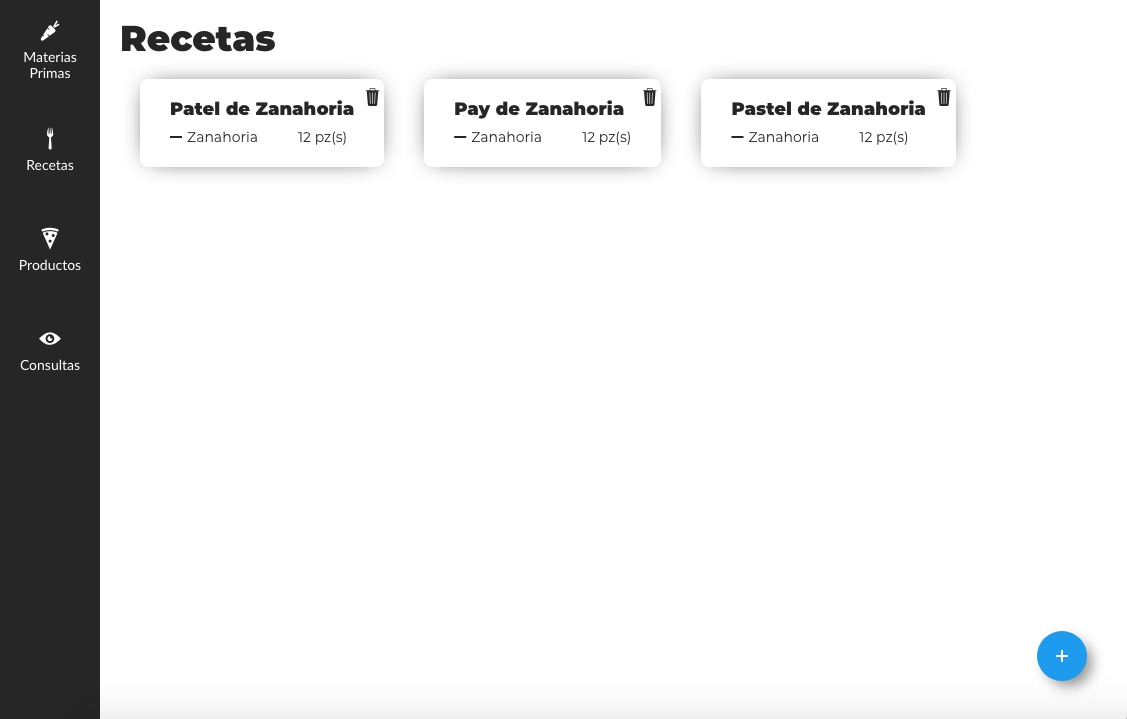 Materias
Primas
Recetas
Productos
Consultas
Recetas
Patel de Zanahoria
Zanahoria 12 pz(s)
Pay de Zanahoria
Zanahoria 12 pz(s)
Pastel de Zanahoria
Zanahoria 12 pz(s)
+